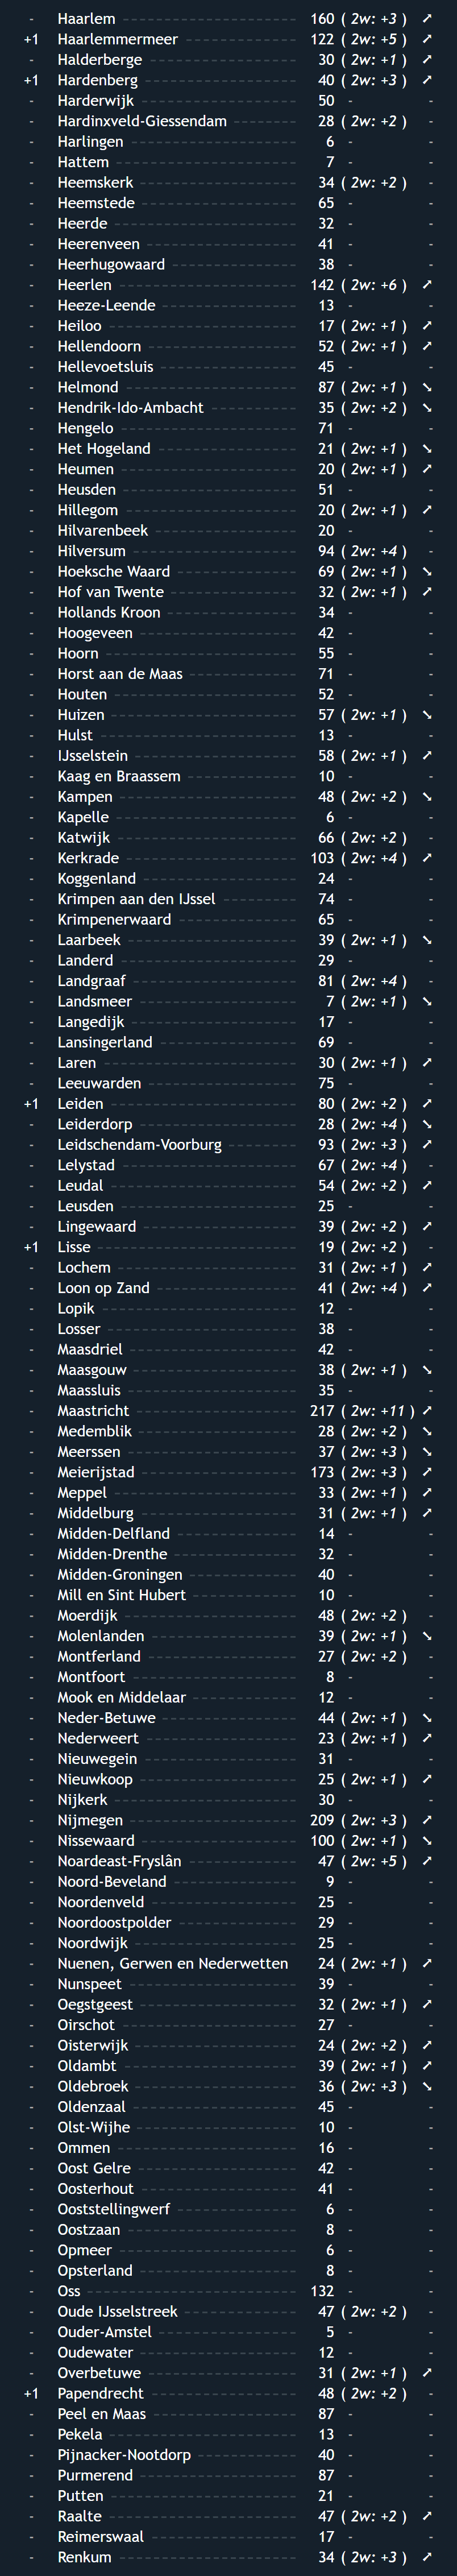 - Haarlem 160 ( 2w: +3 ) ➚
+1 Haarlemmermeer 122 ( 2w: +5 ) ➚
- Halderberge 30 ( 2w: +1 ) ➚
+1 Hardenberg 40 ( 2w: +3 ) ➚
- Harderwijk 50 - -
- Hardinxveld-Giessendam 28 ( 2w: +2 ) -
- Harlingen 6 - -
- Hattem 7 - -
- Heemskerk 34 ( 2w: +2 ) -
- Heemstede 65 - -
- Heerde 32 - -
- Heerenveen 41 - -
- Heerhugowaard 38 - -
- Heerlen 142 ( 2w: +6 ) ➚
- Heeze-Leende 13 - -
- Heiloo 17 ( 2w: +1 ) ➚
- Hellendoorn 52 ( 2w: +1 ) ➚
- Hellevoetsluis 45 - -
- Helmond 87 ( 2w: +1 ) ➘
- Hendrik-Ido-Ambacht 35 ( 2w: +2 ) ➘
- Hengelo 71 - -
- Het Hogeland 21 ( 2w: +1 ) ➘
- Heumen 20 ( 2w: +1 ) ➚
- Heusden 51 - -
- Hillegom 20 ( 2w: +1 ) ➚
- Hilvarenbeek 20 - -
- Hilversum 94 ( 2w: +4 ) -
- Hoeksche Waard 69 ( 2w: +1 ) ➘
- Hof van Twente 32 ( 2w: +1 ) ➚
- Hollands Kroon 34 - -
- Hoogeveen 42 - -
- Hoorn 55 - -
- Horst aan de Maas 71 - -
- Houten 52 - -
- Huizen 57 ( 2w: +1 ) ➘
- Hulst 13 - -
- IJsselstein 58 ( 2w: +1 ) ➚
- Kaag en Braassem 10 - -
- Kampen 48 ( 2w: +2 ) ➘
- Kapelle 6 - -
- Katwijk 66 ( 2w: +2 ) -
- Kerkrade 103 ( 2w: +4 ) ➚
- Koggenland 24 - -
- Krimpen aan den IJssel 74 - -
- Krimpenerwaard 65 - -
- Laarbeek 39 ( 2w: +1 ) ➘
- Landerd 29 - -
- Landgraaf 81 ( 2w: +4 ) -
- Landsmeer 7 ( 2w: +1 ) ➘
- Langedijk 17 - -
- Lansingerland 69 - -
- Laren 30 ( 2w: +1 ) ➚
- Leeuwarden 75 - -
+1 Leiden 80 ( 2w: +2 ) ➚
- Leiderdorp 28 ( 2w: +4 ) ➘
- Leidschendam-Voorburg 93 ( 2w: +3 ) ➚
- Lelystad 67 ( 2w: +4 ) -
- Leudal 54 ( 2w: +2 ) ➚
- Leusden 25 - -
- Lingewaard 39 ( 2w: +2 ) ➚
+1 Lisse 19 ( 2w: +2 ) -
- Lochem 31 ( 2w: +1 ) ➚
- Loon op Zand 41 ( 2w: +4 ) ➚
- Lopik 12 - -
- Losser 38 - -
- Maasdriel 42 - -
- Maasgouw 38 ( 2w: +1 ) ➘
- Maassluis 35 - -
- Maastricht 217 ( 2w: +11 ) ➚
- Medemblik 28 ( 2w: +2 ) ➘
- Meerssen 37 ( 2w: +3 ) ➘
- Meierijstad 173 ( 2w: +3 ) ➚
- Meppel 33 ( 2w: +1 ) ➚
- Middelburg 31 ( 2w: +1 ) ➚
- Midden-Delfland 14 - -
- Midden-Drenthe 32 - -
- Midden-Groningen 40 - -
- Mill en Sint Hubert 10 - -
- Moerdijk 48 ( 2w: +2 ) -
- Molenlanden 39 ( 2w: +1 ) ➘
- Montferland 27 ( 2w: +2 ) -
- Montfoort 8 - -
- Mook en Middelaar 12 - -
- Neder-Betuwe 44 ( 2w: +1 ) ➘
- Nederweert 23 ( 2w: +1 ) ➚
- Nieuwegein 31 - -
- Nieuwkoop 25 ( 2w: +1 ) ➚
- Nijkerk 30 - -
- Nijmegen 209 ( 2w: +3 ) ➚
- Nissewaard 100 ( 2w: +1 ) ➘
- Noardeast-Fryslân 47 ( 2w: +5 ) ➚
- Noord-Beveland 9 - -
- Noordenveld 25 - -
- Noordoostpolder 29 - -
- Noordwijk 25 - -
- Nuenen, Gerwen en Nederwetten 24 ( 2w: +1 ) ➚
- Nunspeet 39 - -
- Oegstgeest 32 ( 2w: +1 ) ➚
- Oirschot 27 - -
- Oisterwijk 24 ( 2w: +2 ) ➚
- Oldambt 39 ( 2w: +1 ) ➚
- Oldebroek 36 ( 2w: +3 ) ➘
- Oldenzaal 45 - -
- Olst-Wijhe 10 - -
- Ommen 16 - -
- Oost Gelre 42 - -
- Oosterhout 41 - -
- Ooststellingwerf 6 - -
- Oostzaan 8 - -
- Opmeer 6 - -
- Opsterland 8 - -
- Oss 132 - -
- Oude IJsselstreek 47 ( 2w: +2 ) -
- Ouder-Amstel 5 - -
- Oudewater 12 - -
- Overbetuwe 31 ( 2w: +1 ) ➚
+1 Papendrecht 48 ( 2w: +2 ) -
- Peel en Maas 87 - -
- Pekela 13 - -
- Pijnacker-Nootdorp 40 - -
- Purmerend 87 - -
- Putten 21 - -
- Raalte 47 ( 2w: +2 ) ➚
- Reimerswaal 17 - -
- Renkum 34 ( 2w: +3 ) ➚